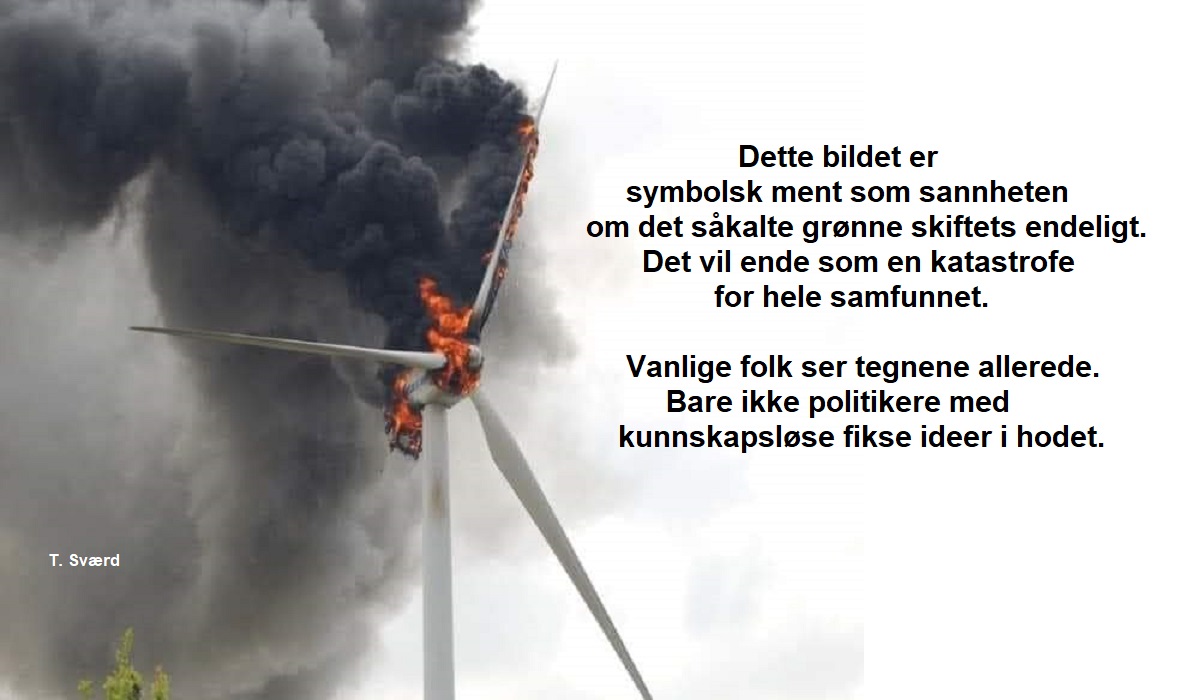 Dette bildet er
symbolsk ment som sannheten
om det såkalte grønne skiftets endeligt.
Det vil ende som en katastrofe
for hele samfunnet.
Vanlige folk ser tegnene allerede.
Bare ikke politikere med
kunnskapsløse fikse ideer i hodet.
T. Sværd